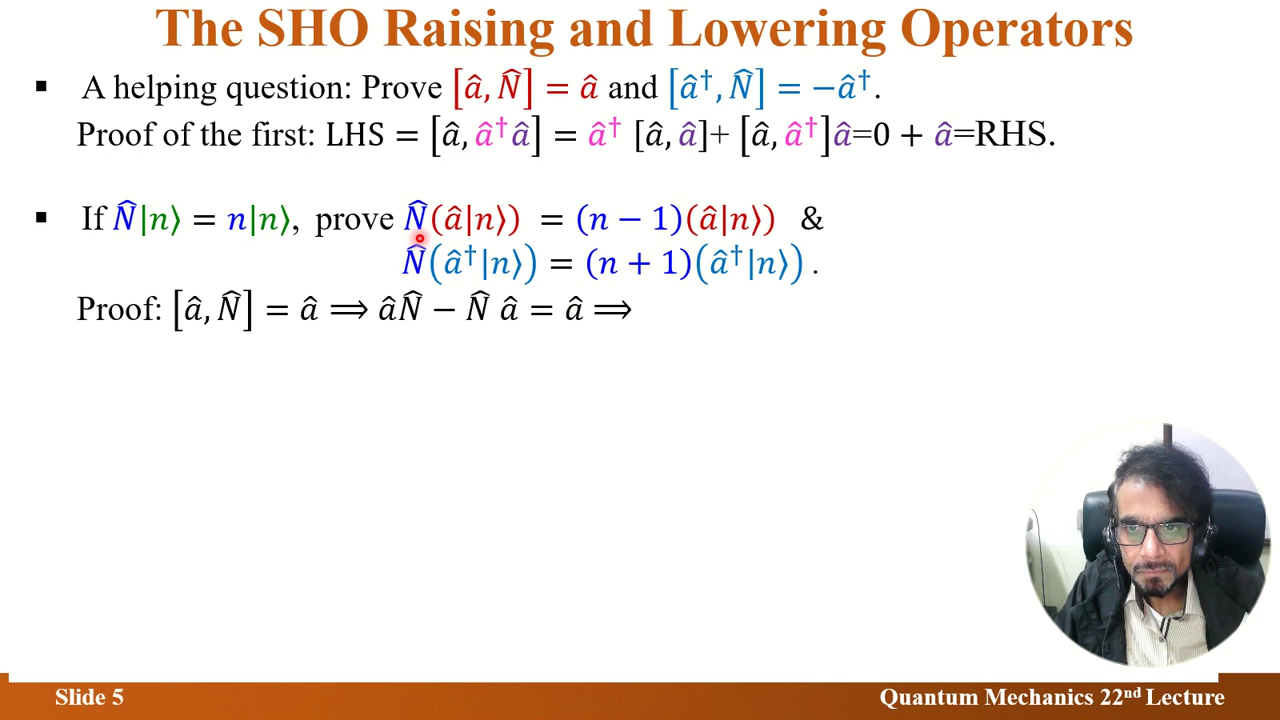 The SHO Raising and Lowering Operators
▪ A helping question: Prove [â, N̂] = â and [â†, N̂] = −â†.
Proof of the first: LHS = [â, â†â] = â† [â, â]+ [â, â†]â=0 + â=RHS.
▪ If N̂|n⟩ = n|n⟩, prove N̂(â|n⟩) = (n − 1)(â|n⟩) &
N̂(â†|n⟩) = (n + 1)(â†|n⟩) .
Proof: [â, N̂] = â ⟹ âN̂ − N̂ â = â ⟹
Slide 5
Quantum Mechanics 22nd Lecture